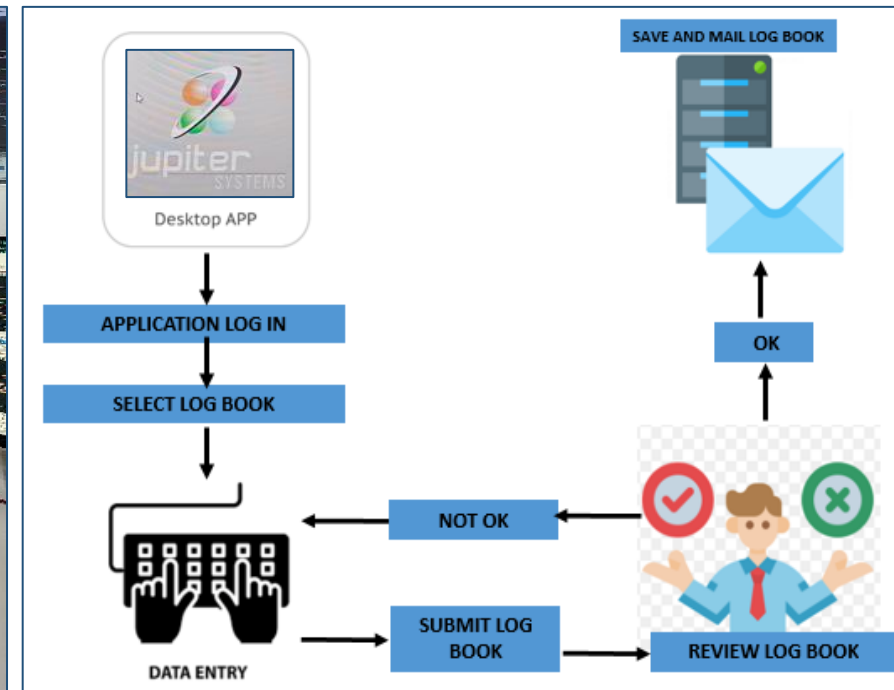 jupiter
SYSTEMS
Desktop APP
APPLICATION LOG IN
SELECT LOG BOOK
DATA ENTRY
SUBMIT LOG
BOOK
REVIEW LOG BOOK
NOT OK
OK
SAVE AND MAIL LOG BOOK